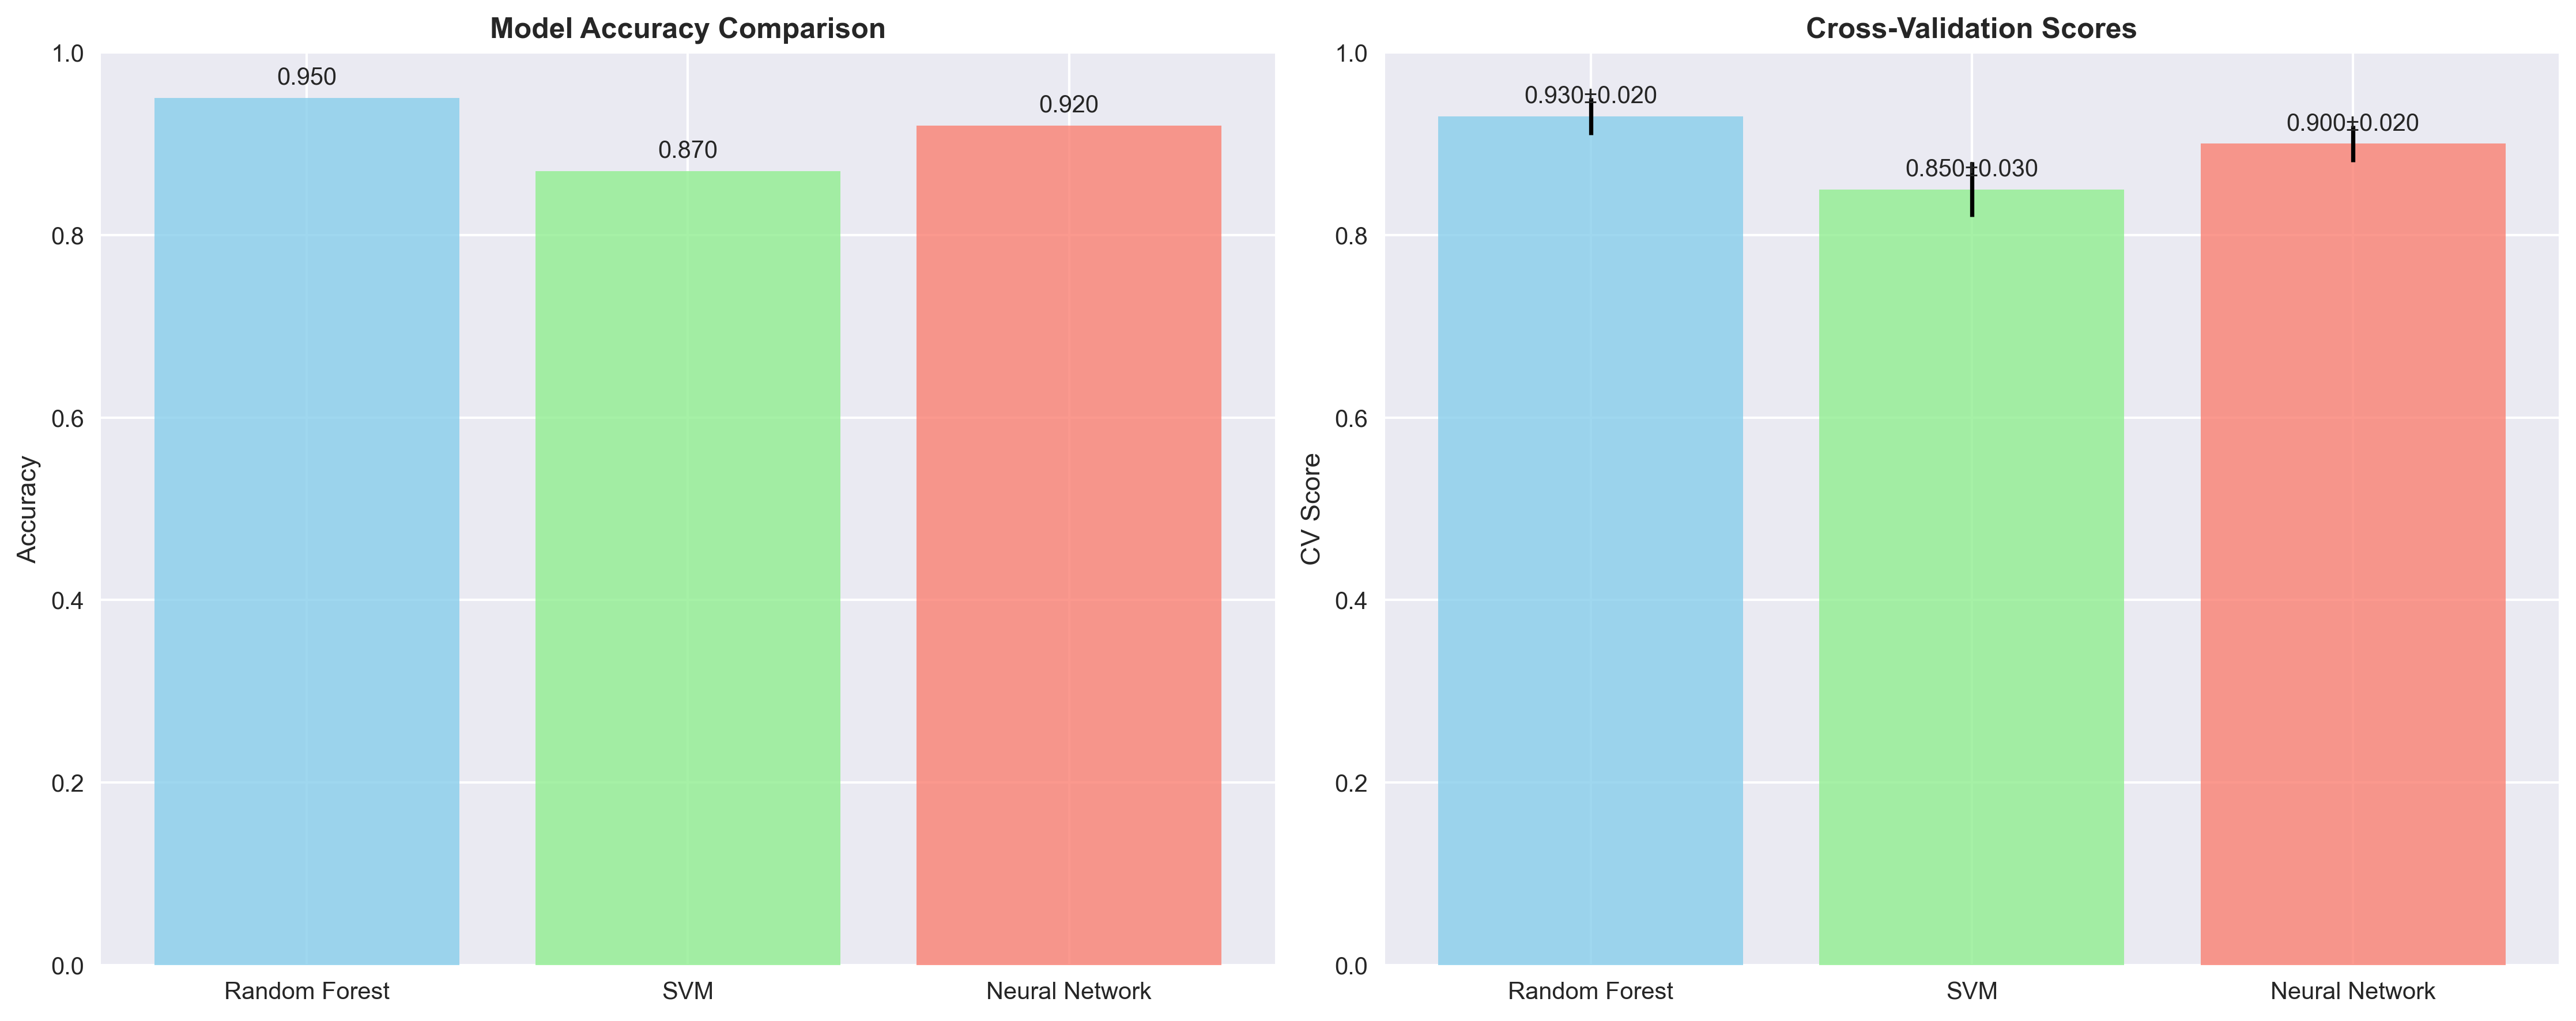 Model Accuracy Comparison
1.0
0.8
0.6
0.4
0.2
0.0
Accuracy
0.950
0.870
0.920
Random Forest
SVM
Neural Network
Cross-Validation Scores
1.0
0.8
0.6
0.4
0.2
0.0
CV Score
0.930±0.020
0.850±0.030
0.900±0.020
Random Forest
SVM
Neural Network